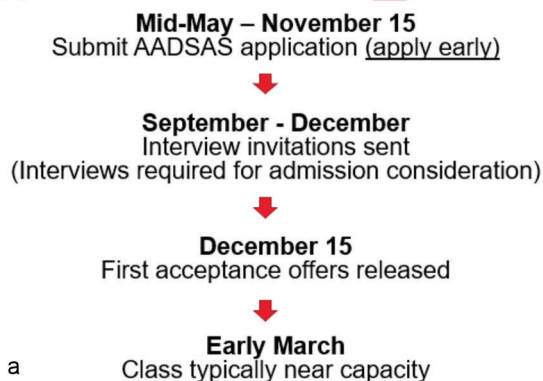 Mid-May – November 15
Submit AADSAS application (apply early)
September - December
Interview invitations sent
(Interviews required for admission consideration)
December 15
First acceptance offers released
Early March
a
Class typically near capacity